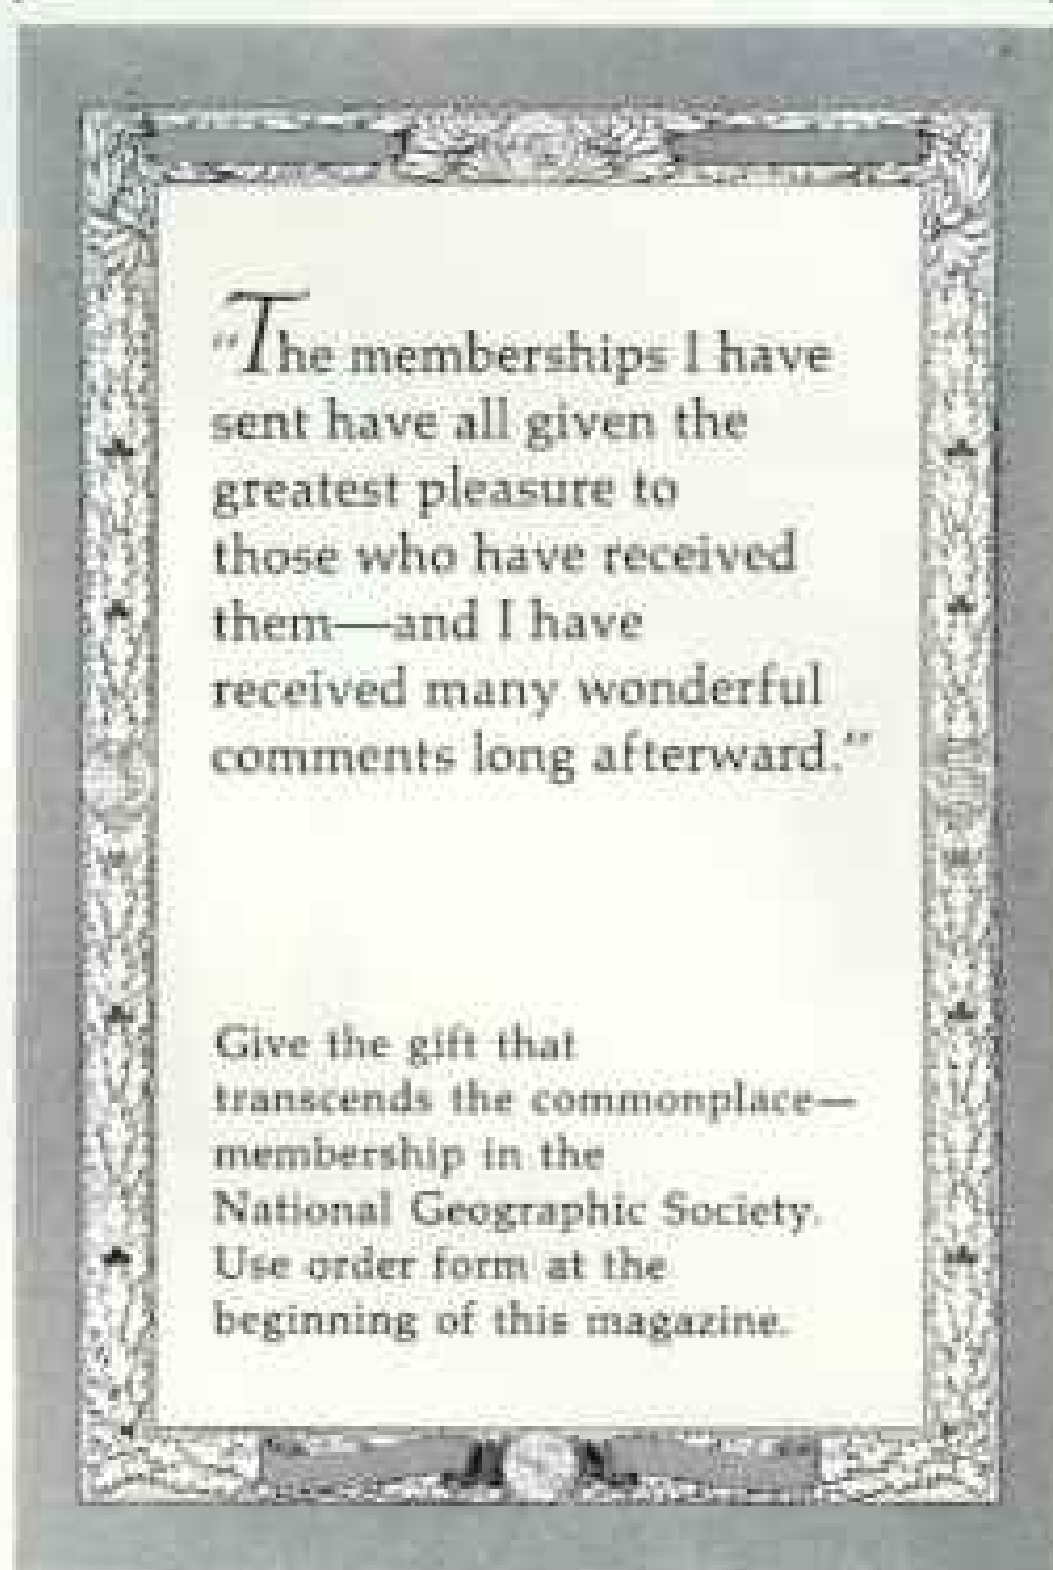 "The memberships I have
sent have all given the
greatest pleasure to
those who have received
them—and I have
received many wonderful
comments long afterward."
Give the gift that
transcends the commonplace—
membership in the
National Geographic Society.
Use order form at the
beginning of this magazine.